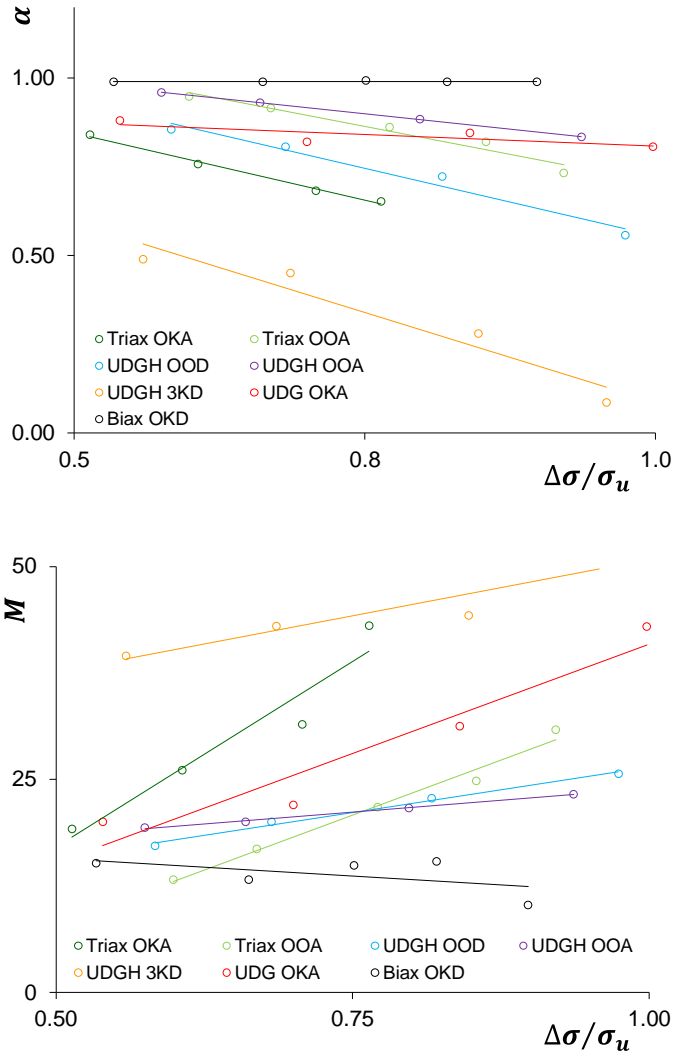 α
1.00
0.50
0.00
Triax OKA Triax OOA
UDGH OOD UDGH OOA
UDGH 3KD UDG OKA
Biax OKD
0.5 0.8 1.0
Δσ/σᵤ
M
50
25
0
Triax OKA Triax OOA UDGH OOD UDGH OOA
UDGH 3KD UDG OKA Biax OKD
0.50 0.75 1.00
Δσ/σᵤ